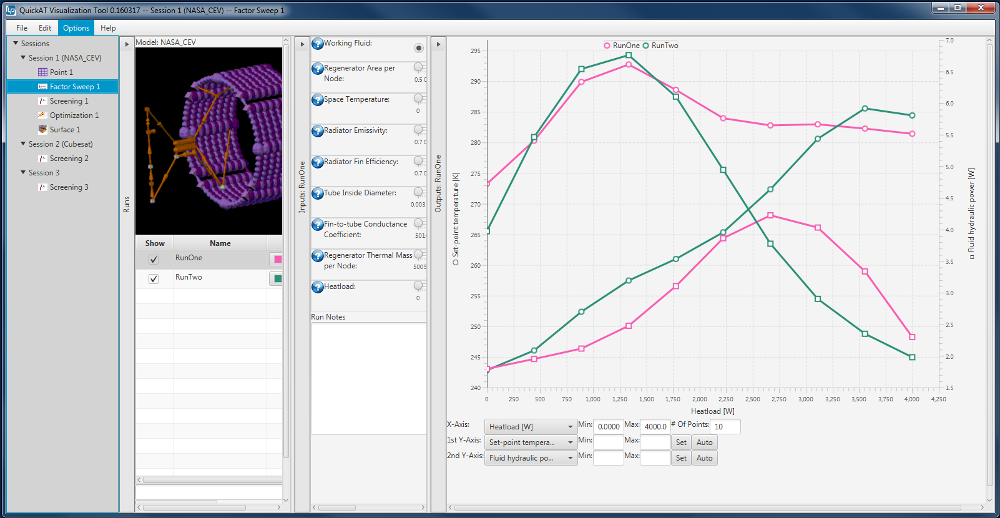 QuickAT Visualization Tool 0.160317 -- Session 1 (NASA_CEV) -- Factor Sweep 1
File Edit Options Help
Sessions
Session 1 (NASA_CEV)
Point 1
Factor Sweep 1
Screening 1
Optimization 1
Surface 1
Session 2 (Cubesat)
Screening 2
Session 3
Screening 3
Runs
Model: NASA_CEV
Show Name
RunOne
RunTwo
Inputs: RunOne
Working Fluid:
Regenerator Area per
Node:
0.5 0
Space Temperature:
0
Radiator Emissivity:
0.7 0
Radiator Fin Efficiency:
0.7 0
Tube Inside Diameter:
0.003
Fin-to-tube Conductance
Coefficient:
501
Regenerator Thermal Mass
per Node:
5009
Heatload:
0
Run Notes
Outputs: RunOne
RunOne RunTwo
Set-point temperature [K]
295
290
285
280
275
270
265
260
255
250
245
240
7.0
6.5
6.0
5.5
5.0
4.5
4.0
3.5
3.0
2.5
2.0
1.5
Fluid hydraulic power [W]
0 250 500 750 1,000 1,250 1,500 1,750 2,000 2,250 2,500 2,750 3,000 3,250 3,500 3,750 4,000 4,250
Heatload [W]
X-Axis: Heatload [W] Min: 0.0000 Max: 4000.0 # Of Points: 10
1st Y-Axis: Set-point tempera... Min: Max: Set Auto
2nd Y-Axis: Fluid hydraulic po... Min: Max: Set Auto